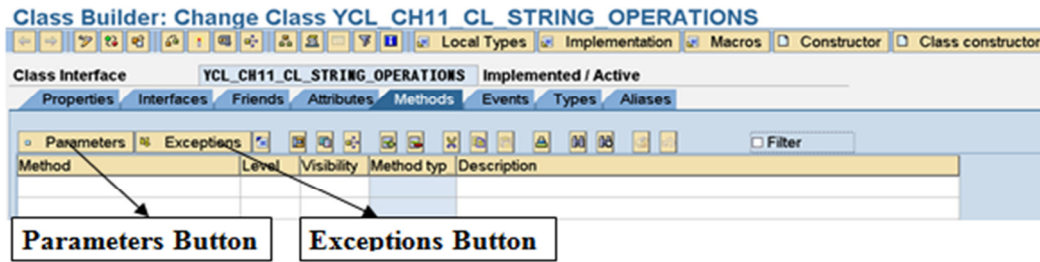 Class Builder: Change Class YCL_CH11_CL_STRING_OPERATIONS
Local Types Implementation Macros Constructor Class constructor
Class Interface YCL_CH11_CL_STRING_OPERATIONS Implemented / Active
Properties Interfaces Friends Attributes Methods Events Types Aliases
Parameters Exceptions Filter
Method Level Visibility Method typ Description
Parameters Button Exceptions Button